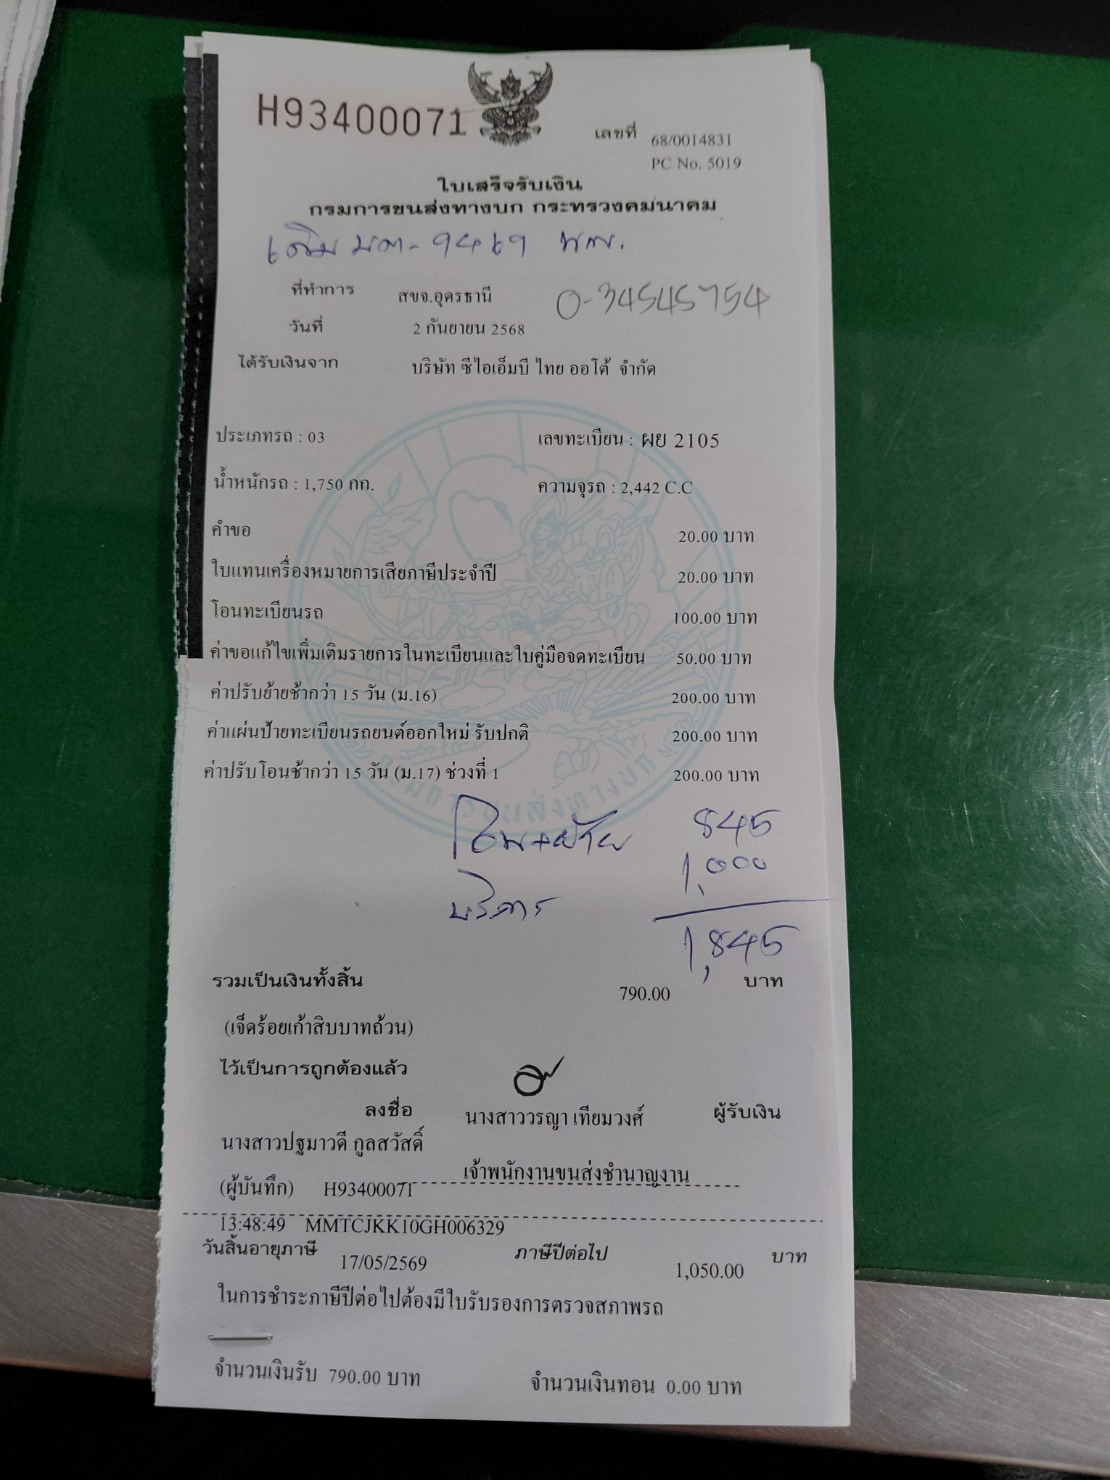 H93400071
เลขที่ 68/0014831
PC No. 5019
ใบเสร็จรับเงิน
กรมการขนส่งทางบก กระทรวงคมนาคม
เดิม
ที่ทำการ สขจ.อุดรธานี 0-34545754
วันที่ 2 กันยายน 2568
ได้รับเงินจาก บริษัท ซีไอเอ็มบี ไทย ออโต้ จำกัด
ประเภทรถ : 03 เลขทะเบียน : ผย 2105
น้ำหนักรถ : 1,750 กก. ความจุรถ : 2,442 C.C
คำขอ 20.00 บาท
ใบแทนเครื่องหมายการเสียภาษีประจำปี 20.00 บาท
โอนทะเบียนรถ 100.00 บาท
ค่าขอแก้ไขเพิ่มเติมรายการในทะเบียนและใบคู่มือจดทะเบียน 50.00 บาท
ค่าปรับย้ายช้ากว่า 15 วัน (ม.16) 200.00 บาท
ค่าแผ่นป้ายทะเบียนรถยนต์ออกใหม่ รับปกติ 200.00 บาท
ค่าปรับโอนช้ากว่า 15 วัน (ม.17) ช่วงที่ 1 200.00 บาท
โอน+ย้าย 845
บริการ 1,000
1,845
รวมเป็นเงินทั้งสิ้น 790.00 บาท
(เจ็ดร้อยเก้าสิบบาทถ้วน)
ไว้เป็นการถูกต้องแล้ว
ลงชื่อ นางสาววรญา เทียมวงศ์ ผู้รับเงิน
นางสาวปฐมาวดี กูลสวัสดิ์
เจ้าพนักงานขนส่งชำนาญงาน
(ผู้บันทึก) H93400071
13:48:49 MMTCJKK10GH006329
วันสิ้นอายุภาษี 17/05/2569 ภาษีปีต่อไป 1,050.00 บาท
ในการชำระภาษีปีต่อไปต้องมีใบรับรองการตรวจสภาพรถ
จำนวนเงินรับ 790.00 บาท จำนวนเงินทอน 0.00 บาท